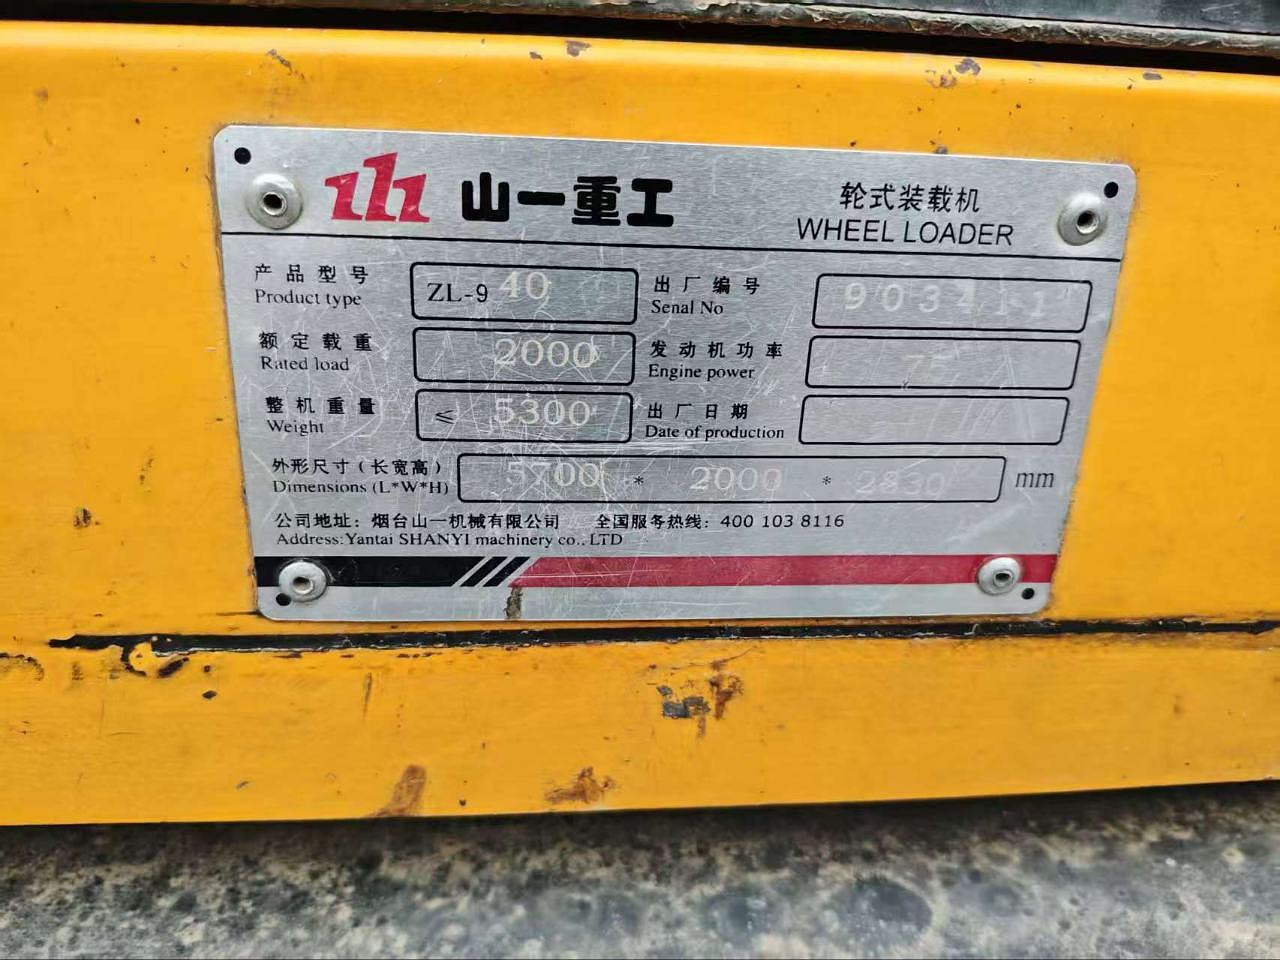 山一重工
轮式装载机
WHEEL LOADER
产品型号 ZL-9 40 出厂编号
Product type Senal No
额定载重 2000 发动机功率 75
Rated load Engine power
整机重量 ≤ 5300 出厂日期
Weight Date of production
外形尺寸(长宽高) 5700 * 2000 * 2830 mm
Dimensions (L*W*H)
公司地址: 烟台山一机械有限公司 全国服务热线: 400 103 8116
Address:Yantai SHANYI machinery co., LTD